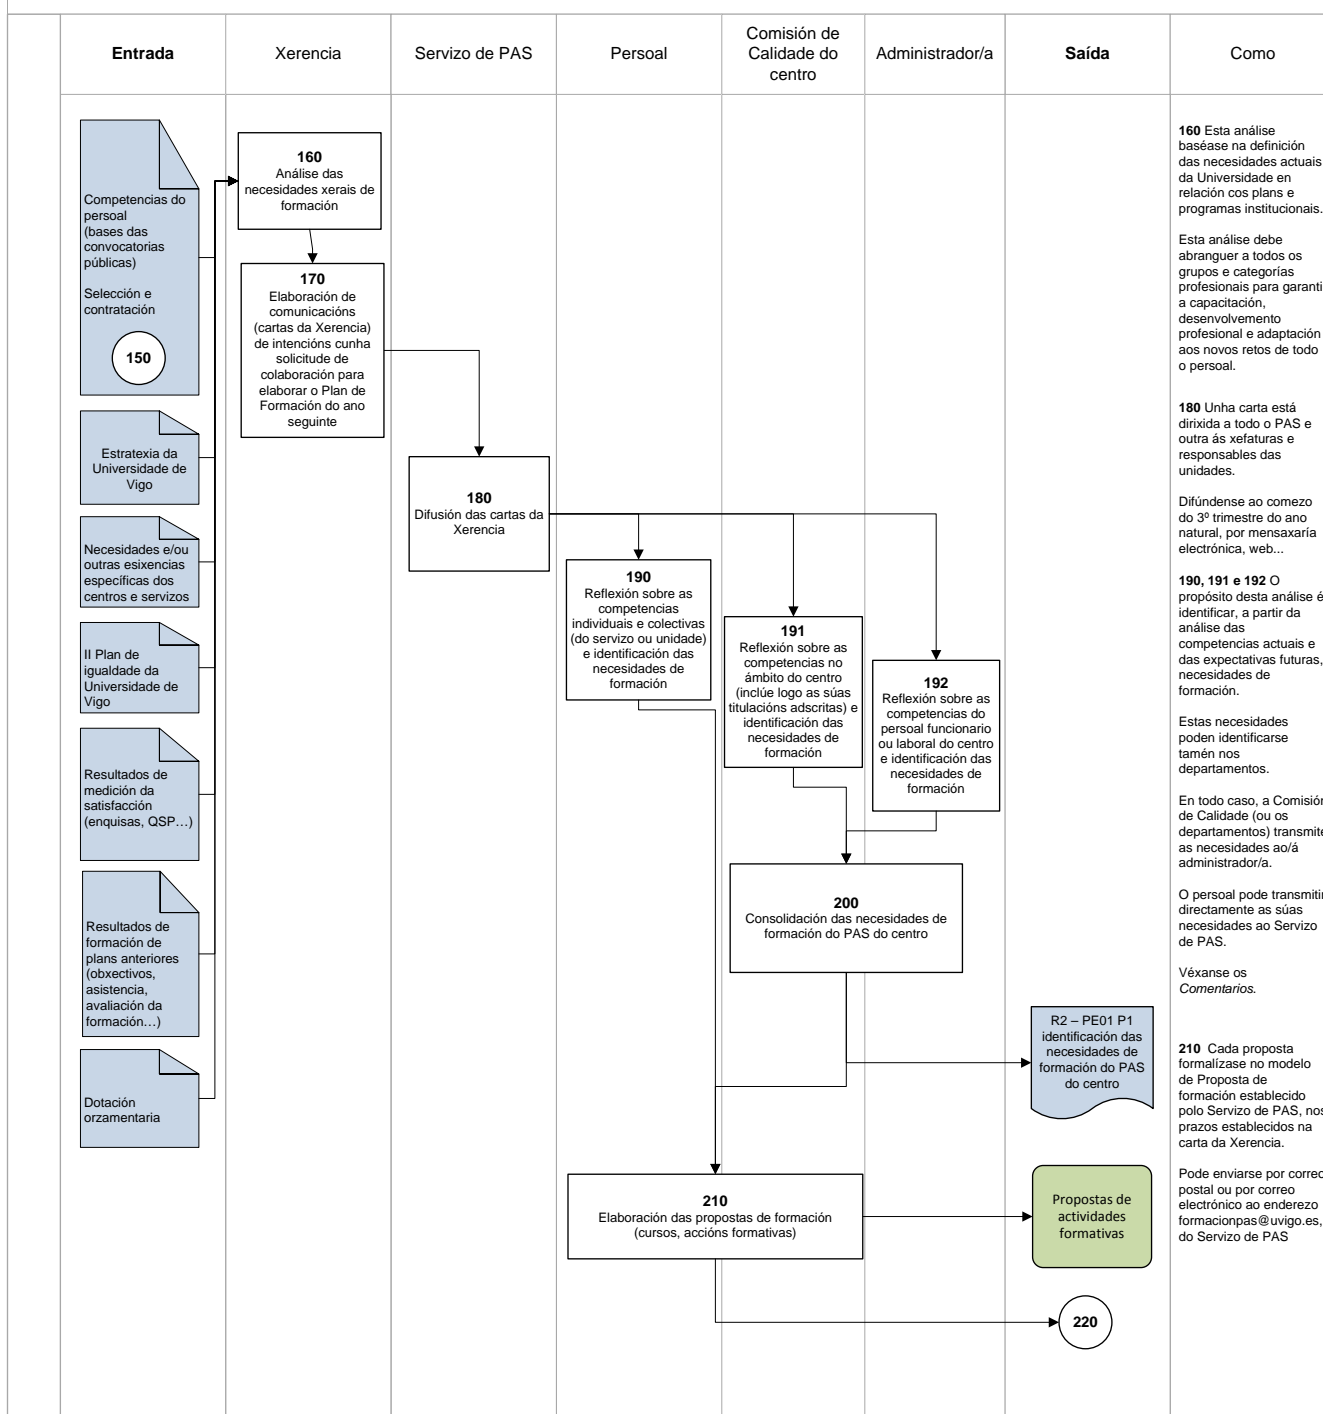 Entrada
Xerencia
Servizo de PAS
Persoal
Comisión de
Calidade do
centro
Administrador/a
Saída
Como
Competencias do
persoal
(bases das
convocatorias
públicas)
Selección e
contratación
150
Estratexia da
Universidade de
Vigo
Necesidades e/ou
outras esixencias
específicas dos
centros e servizos
II Plan de
igualdade da
Universidade de
Vigo
Resultados de
medición da
satisfacción
(enquisas, QSP…)
Resultados de
formación de
plans anteriores
(obxectivos,
asistencia,
avaliación da
formación…)
Dotación
orzamentaria
160
Análise das
necesidades xerais de
formación
170
Elaboración de
comunicacións
(cartas da Xerencia)
de intencións cunha
solicitude de
colaboración para
elaborar o Plan de
Formación do ano
seguinte
180
Difusión das cartas da
Xerencia
190
Reflexión sobre as
competencias
individuais e colectivas
(do servizo ou unidade)
e identificación das
necesidades de
formación
191
Reflexión sobre as
competencias no
ámbito do centro
(inclúe logo as súas
titulacións adscritas) e
identificación das
necesidades de
formación
192
Reflexión sobre as
competencias do
persoal funcionario
ou laboral do centro
e identificación das
necesidades de
formación
200
Consolidación das necesidades de
formación do PAS do centro
210
Elaboración das propostas de formación
(cursos, accións formativas)
R2 – PE01 P1
identificación das
necesidades de
formación do PAS
do centro
Propostas de
actividades
formativas
220
160 Esta análise
baséase na definición
das necesidades actuais
da Universidade en
relación cos plans e
programas institucionais.
Esta análise debe
abranguer a todos os
grupos e categorías
profesionais para garanti
a capacitación,
desenvolvemento
profesional e adaptación
aos novos retos de todo
o persoal.
180 Unha carta está
dirixida a todo o PAS e
outra ás xefaturas e
responsables das
unidades.
Difúndense ao comezo
do 3º trimestre do ano
natural, por mensaxaría
electrónica, web...
190, 191 e 192 O
propósito desta análise é
identificar, a partir da
análise das
competencias actuais e
das expectativas futuras,
necesidades de
formación.
Estas necesidades
poden identificarse
tamén nos
departamentos.
En todo caso, a Comisión
de Calidade (ou os
departamentos) transmite
as necesidades ao/á
administrador/a.
O persoal pode transmitir
directamente as súas
necesidades ao Servizo
de PAS.
Véxanse os
Comentarios.
210 Cada proposta
formalízase no modelo
de Proposta de
formación establecido
polo Servizo de PAS, nos
prazos establecidos na
carta da Xerencia.
Pode enviarse por correo
postal ou por correo
electrónico ao enderezo
formacionpas@uvigo.es,
do Servizo de PAS